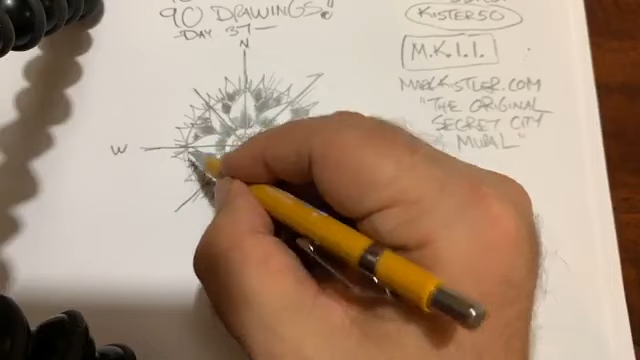 90 DRAWINGS!
-DAY 37-
N
W
KISTER50
M.K.I.I.
MARKKISTLER.COM
"THE ORIGINAL
SECRET CITY
MURAL"